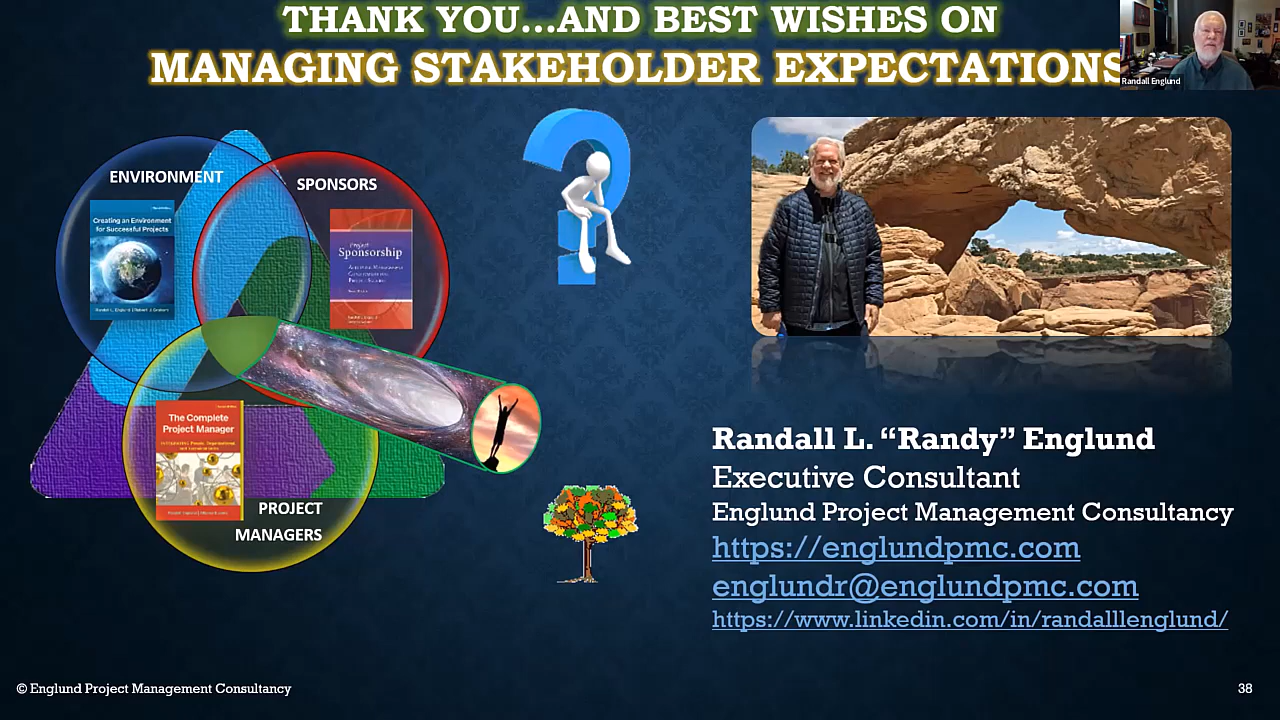 THANK YOU...AND BEST WISHES ON
MANAGING STAKEHOLDER EXPECTATIONS
Randall Englund
ENVIRONMENT
Creating an Environment
for Successful Projects
SPONSORS
Project
Sponsorship
The Complete
Project Manager
PROJECT
MANAGERS
Randall L. “Randy” Englund
Executive Consultant
Englund Project Management Consultancy
https://englundpmc.com
englundr@englundpmc.com
https://www.linkedin.com/in/randalllenglund/
© Englund Project Management Consultancy
38